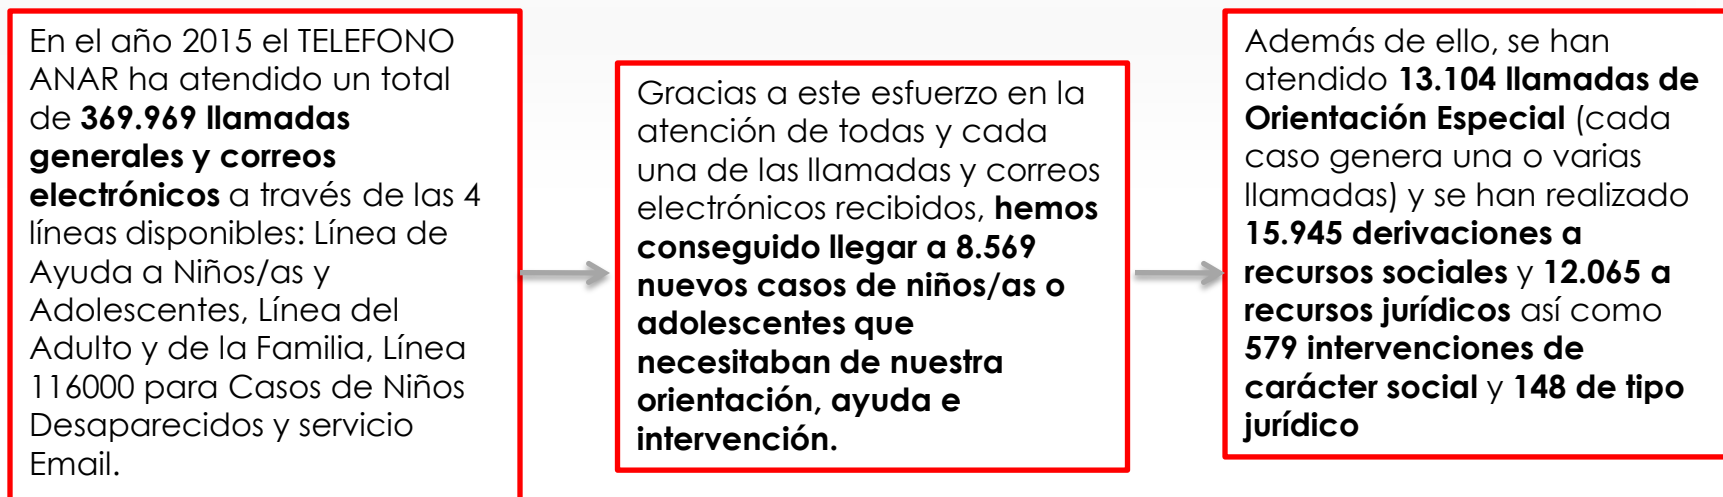 En el año 2015 el TELEFONO
ANAR ha atendido un total
de 369.969 llamadas
generales y correos
electrónicos a través de las 4
líneas disponibles: Línea de
Ayuda a Niños/as y
Adolescentes, Línea del
Adulto y de la Familia, Línea
116000 para Casos de Niños
Desaparecidos y servicio
Email.
Gracias a este esfuerzo en la
atención de todas y cada
una de las llamadas y correos
electrónicos recibidos, hemos
conseguido llegar a 8.569
nuevos casos de niños/as o
adolescentes que
necesitaban de nuestra
orientación, ayuda e
intervención.
Además de ello, se han
atendido 13.104 llamadas de
Orientación Especial (cada
caso genera una o varias
llamadas) y se han realizado
15.945 derivaciones a
recursos sociales y 12.065 a
recursos jurídicos así como
579 intervenciones de
carácter social y 148 de tipo
jurídico